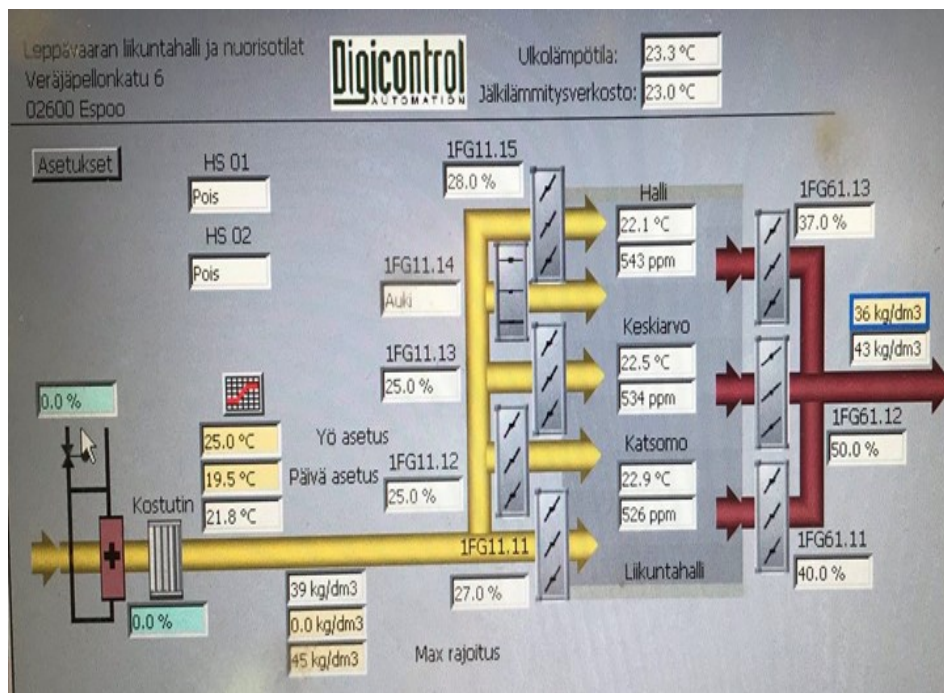 Leppävaaran liikuntahalli ja nuorisotilat
Veräjäpellonkatu 6
02600 Espoo
Digicontrol
AUTOMATION
Ulkolämpötila: 23.3 °C
Jälkilämmitysverkosto: 23.0 °C
Asetukset
HS 01
Pois
HS 02
Pois
1FG11.15
28.0 %
1FG11.14
Auki
1FG11.13
25.0 %
1FG11.12
25.0 %
1FG11.11
27.0 %
Halli
22.1 °C
543 ppm
Keskiarvo
22.5 °C
534 ppm
Katsomo
22.9 °C
526 ppm
Liikuntahalli
1FG61.13
37.0 %
36 kg/dm3
43 kg/dm3
1FG61.12
50.0 %
1FG61.11
40.0 %
0.0 %
25.0 °C Yö asetus
19.5 °C Päivä asetus
21.8 °C
Kostutin
0.0 %
39 kg/dm3
0.0 kg/dm3
45 kg/dm3 Max rajoitus